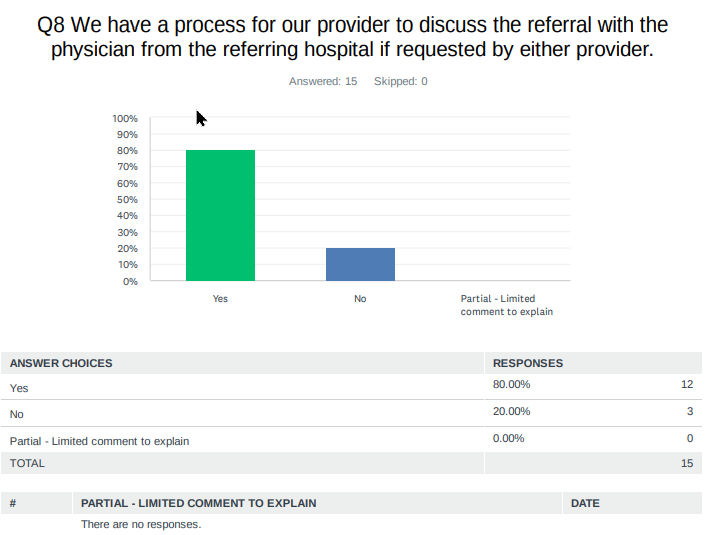 Q8 We have a process for our provider to discuss the referral with the
physician from the referring hospital if requested by either provider.
Answered: 15 Skipped: 0
100%
90%
80%
70%
60%
50%
40%
30%
20%
10%
0%
Yes No Partial - Limited
comment to explain
ANSWER CHOICES RESPONSES
Yes 80.00% 12
No 20.00% 3
Partial - Limited comment to explain 0.00% 0
TOTAL 15
# PARTIAL - LIMITED COMMENT TO EXPLAIN DATE
There are no responses.